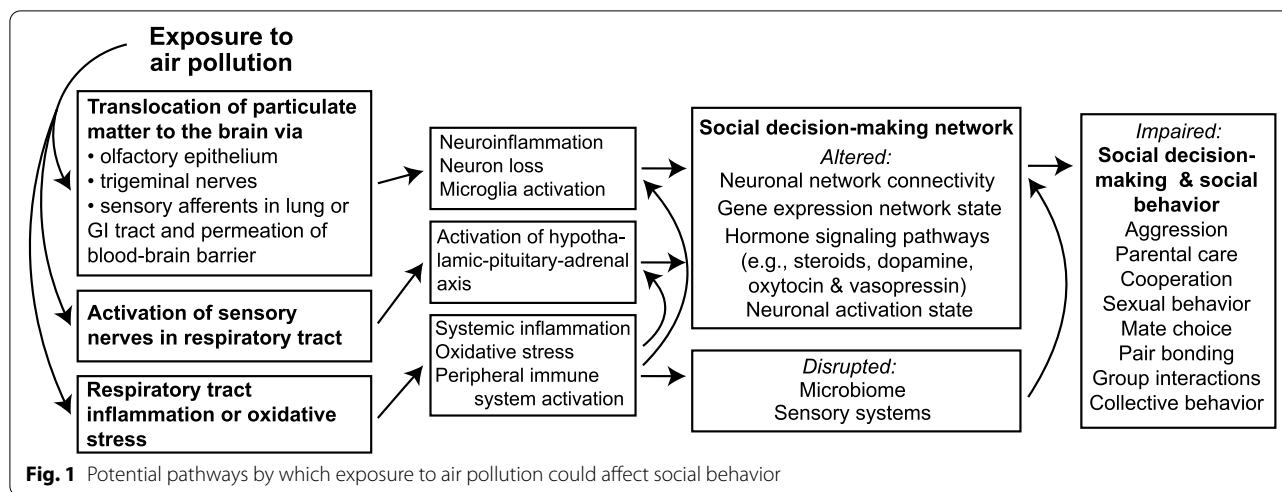 Exposure to
air pollution
Translocation of particulate
matter to the brain via
• olfactory epithelium
• trigeminal nerves
• sensory afferents in lung or
GI tract and permeation of
blood-brain barrier
Activation of sensory
nerves in respiratory tract
Respiratory tract
inflammation or oxidative
stress
Neuroinflammation
Neuron loss
Microglia activation
Activation of hypotha-
lamic-pituitary-adrenal
axis
Systemic inflammation
Oxidative stress
Peripheral immune
system activation
Social decision-making network
Altered:
Neuronal network connectivity
Gene expression network state
Hormone signaling pathways
(e.g., steroids, dopamine,
oxytocin & vasopressin)
Neuronal activation state
Disrupted:
Microbiome
Sensory systems
Impaired:
Social decision-
making & social
behavior
Aggression
Parental care
Cooperation
Sexual behavior
Mate choice
Pair bonding
Group interactions
Collective behavior
Fig. 1 Potential pathways by which exposure to air pollution could affect social behavior